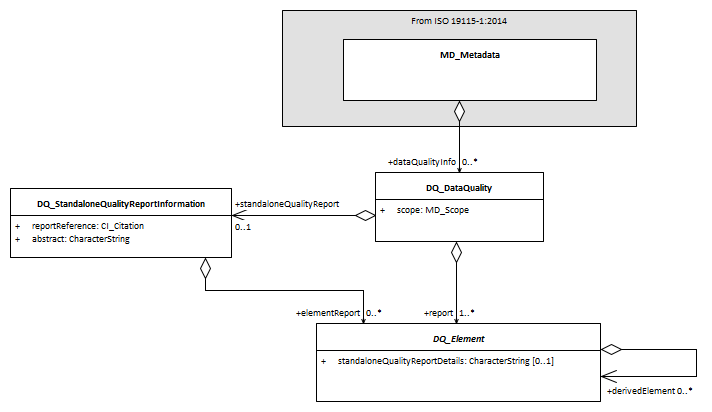 From ISO 19115-1:2014
MD_Metadata
+dataQualityInfo 0..*
DQ_DataQuality
+ scope: MD_Scope
+standaloneQualityReport
0..1
DQ_StandaloneQualityReportInformation
+ reportReference: CI_Citation
+ abstract: CharacterString
+elementReport 0..*
+report 1..*
DQ_Element
+ standaloneQualityReportDetails: CharacterString [0..1]
+derivedElement 0..*